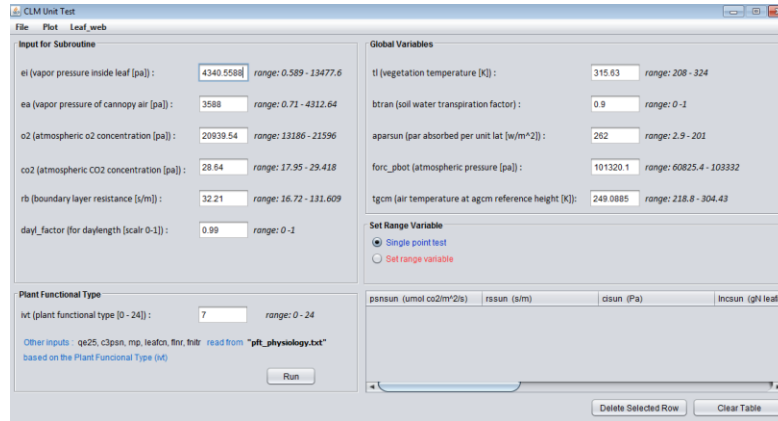 CLM Unit Test
File Plot Leaf_web
Input for Subroutine
ei (vapor pressure inside leaf [pa]) : 4340.5588 range: 0.589 - 13477.6
ea (vapor pressure of cannopy air [pa]) : 3588 range: 0.71 - 4312.64
o2 (atmospheric o2 concentration [pa]) : 20939.54 range: 13186 - 21596
co2 (atmospheric CO2 concentration [pa]) : 28.64 range: 17.95 - 29.418
rb (boundary layer resistance [s/m]) : 32.21 range: 16.72 - 131.609
dayl_factor (for daylength [scalr 0-1]) : 0.99 range: 0 -1
Global Variables
tl (vegetation temperature [K]) : 315.63 range: 208 - 324
btran (soil water transpiration factor) : 0.9 range: 0 -1
aparsun (par absorbed per unit lat [w/m^2]) : 262 range: 2.9 - 201
forc_pbot (atmospheric pressure [pa]) : 101320.1 range: 60825.4 - 103332
tgcm (air temperature at agcm reference height [K]): 249.0885 range: 218.8 - 304.43
Set Range Variable
Single point test
Set range variable
Plant Functional Type
ivt (plant functional type [0 - 24]) : 7 range: 0 - 24
Other inputs : qe25, c3psn, mp, leafcn, flnr, fnitr read from "pft_physiology.txt"
based on the Plant Funcional Type (ivt)
Run
psnsun (umol co2/m^2/s) rssun (s/m) cisun (Pa) lncsun (gN leaf/
Delete Selected Row Clear Table